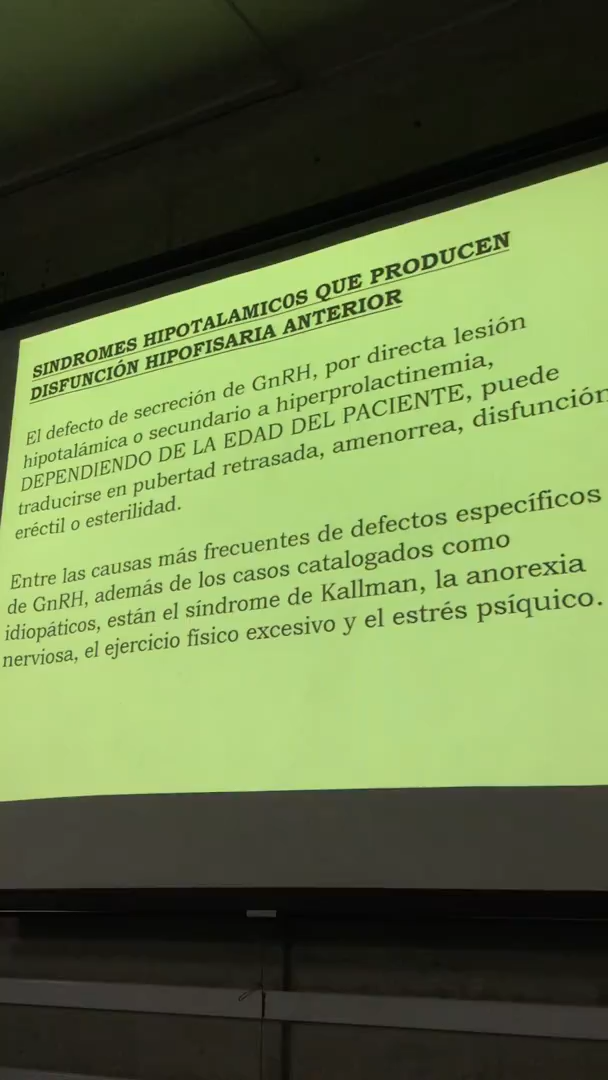 SINDROMES HIPOTALAMIC0S QUE PRODUCEN
DISFUNCIÓN HIPOFISARIA ANTERIOR
El defecto de secreción de GnRH, por directa lesión
hipotalámica o secundario a hiperprolactinemia,
DEPENDIENDO DE LA EDAD DEL PACIENTE, puede
traducirse en pubertad retrasada, amenorrea, disfunción
eréctil o esterilidad.
Entre las causas más frecuentes de defectos específicos
de GnRH, además de los casos catalogados como
idiopáticos, están el síndrome de Kallman, la anorexia
nerviosa, el ejercicio físico excesivo y el estrés psíquico.